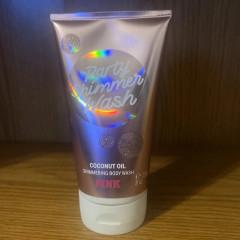 Party
Shimmer
Wash
COCONUT OIL
SHIMMERING BODY WASH
PINK